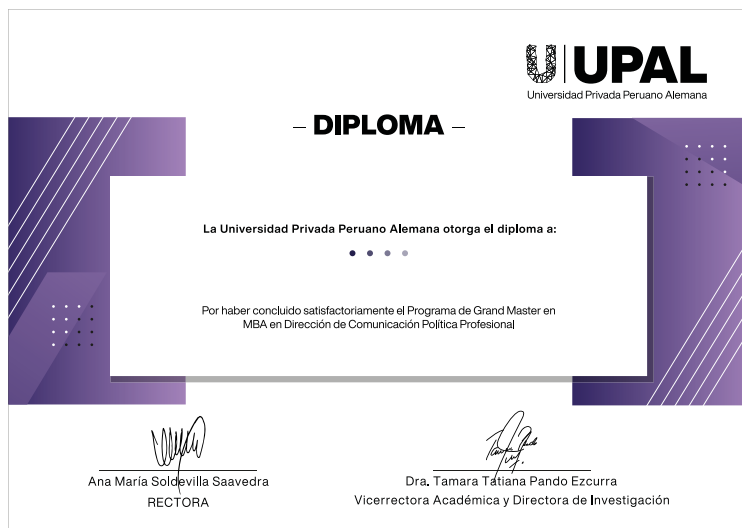 UPAL
Universidad Privada Peruano Alemana
– DIPLOMA –
La Universidad Privada Peruano Alemana otorga el diploma a:
Por haber concluido satisfactoriamente el Programa de Grand Master en
MBA en Dirección de Comunicación Política Profesional
Ana María Soldevilla Saavedra
RECTORA
Dra. Tamara Tatiana Pando Ezcurra
Vicerrectora Académica y Directora de Investigación